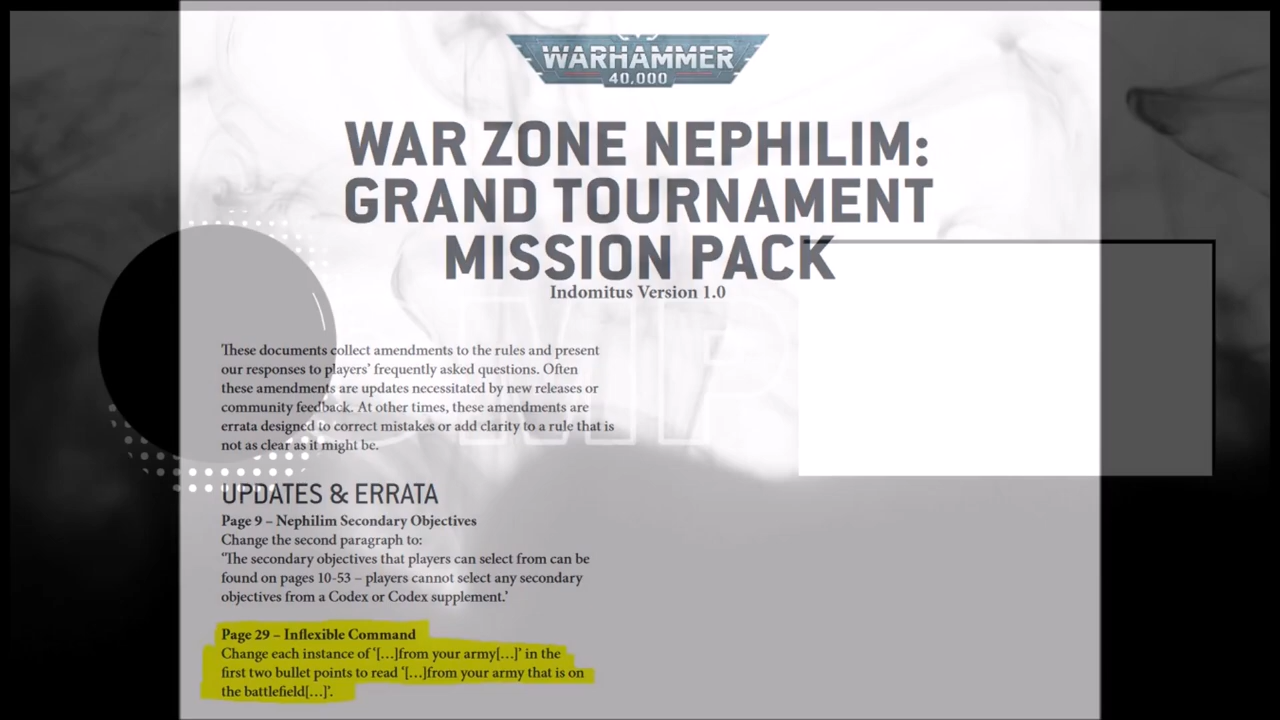 WARHAMMER
40,000
WAR ZONE NEPHILIM:
GRAND TOURNAMENT
MISSION PACK
Indomitus Version 1.0
These documents collect amendments to the rules and present
our responses to players’ frequently asked questions. Often
these amendments are updates necessitated by new releases or
community feedback. At other times, these amendments are
errata designed to correct mistakes or add clarity to a rule that is
not as clear as it might be.
UPDATES & ERRATA
Page 9 – Nephilim Secondary Objectives
Change the second paragraph to:
‘The secondary objectives that players can select from can be
found on pages 10-53 – players cannot select any secondary
objectives from a Codex or Codex supplement.’
Page 29 – Inflexible Command
Change each instance of ‘[…]from your army[…]’ in the
first two bullet points to read ‘[…]from your army that is on
the battlefield[…]’.